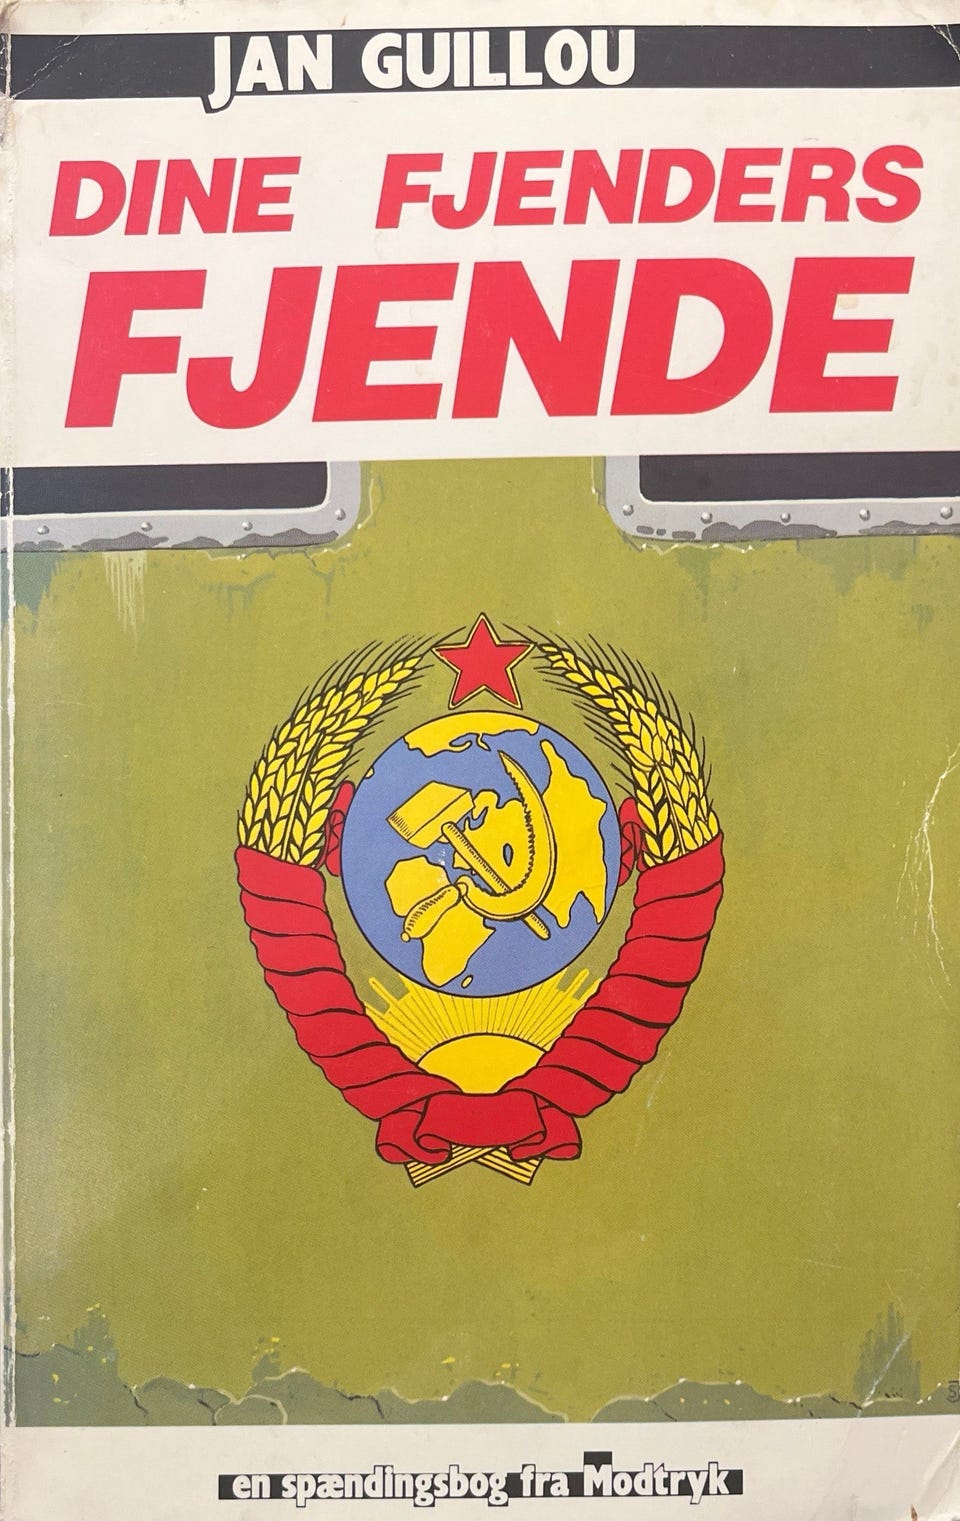 JAN GUILLOU
DINE FJENDERS
FJENDE
en spændingsbog fra Modtryk